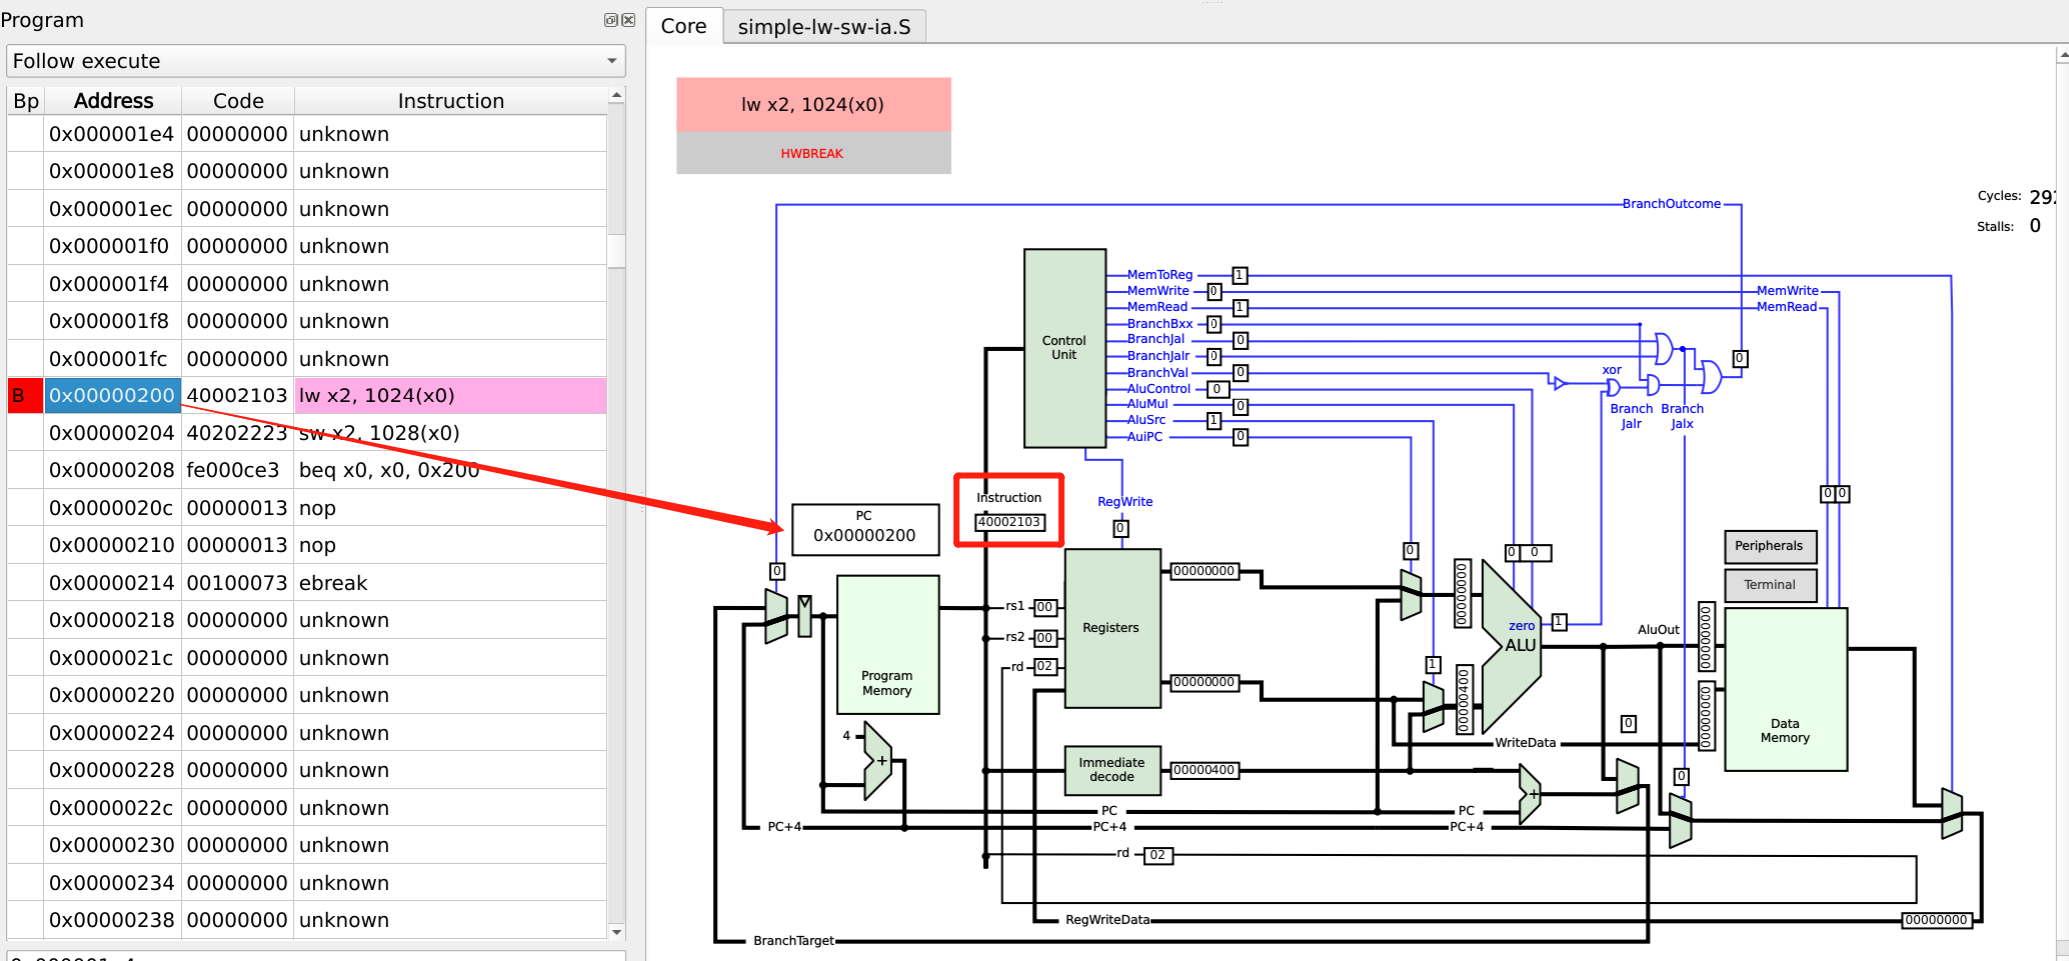 Program
Follow execute
Bp Address Code Instruction
0x000001e4 00000000 unknown
0x000001e8 00000000 unknown
0x000001ec 00000000 unknown
0x000001f0 00000000 unknown
0x000001f4 00000000 unknown
0x000001f8 00000000 unknown
0x000001fc 00000000 unknown
B 0x00000200 40002103 lw x2, 1024(x0)
0x00000204 40202223 sw x2, 1028(x0)
0x00000208 fe000ce3 beq x0, x0, 0x200
0x0000020c 00000013 nop
0x00000210 00000013 nop
0x00000214 00100073 ebreak
0x00000218 00000000 unknown
0x0000021c 00000000 unknown
0x00000220 00000000 unknown
0x00000224 00000000 unknown
0x00000228 00000000 unknown
0x0000022c 00000000 unknown
0x00000230 00000000 unknown
0x00000234 00000000 unknown
0x00000238 00000000 unknown
Core simple-lw-sw-ia.S
lw x2, 1024(x0)
HWBREAK
Cycles:
Stalls: 0
BranchOutcome
Control
Unit
MemToReg 1
MemWrite 0 MemWrite
MemRead 1 MemRead
BranchBxx 0
BranchJal 0
BranchJalr 0
BranchVal 0
AluControl 0
AluMul 0
AluSrc 1
AuiPC 0
0
xor
Branch
Jalr
Branch
Jalx
Instruction
40002103
RegWrite
0
PC
0x00000200
0
0
0 0
0 0
Peripherals
Terminal
Program
Memory
rs1 00
rs2 00
rd 02
Registers
00000000
00000000
00000000
00000400
1
zero 1
ALU
AluOut
00000000
00000000
Data
Memory
0
WriteData
4
+
Immediate
decode
00000400
+
0
PC PC
PC+4 PC+4 PC+4
rd 02
RegWriteData 00000000
BranchTarget